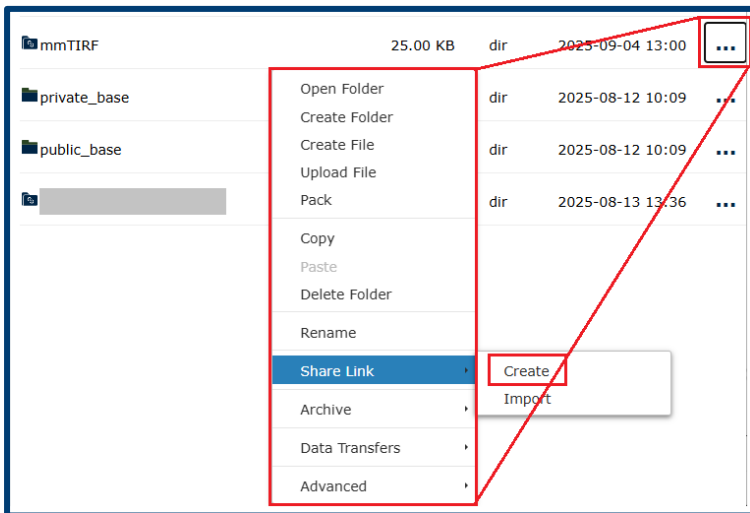 mmTIRF 25.00 KB dir 2025-09-04 13:00 ...
private_base dir 2025-08-12 10:09 ...
public_base dir 2025-08-12 10:09 ...
dir 2025-08-13 13:36 ...
Open Folder
Create Folder
Create File
Upload File
Pack
Copy
Paste
Delete Folder
Rename
Share Link
Archive
Data Transfers
Advanced
Create
Import